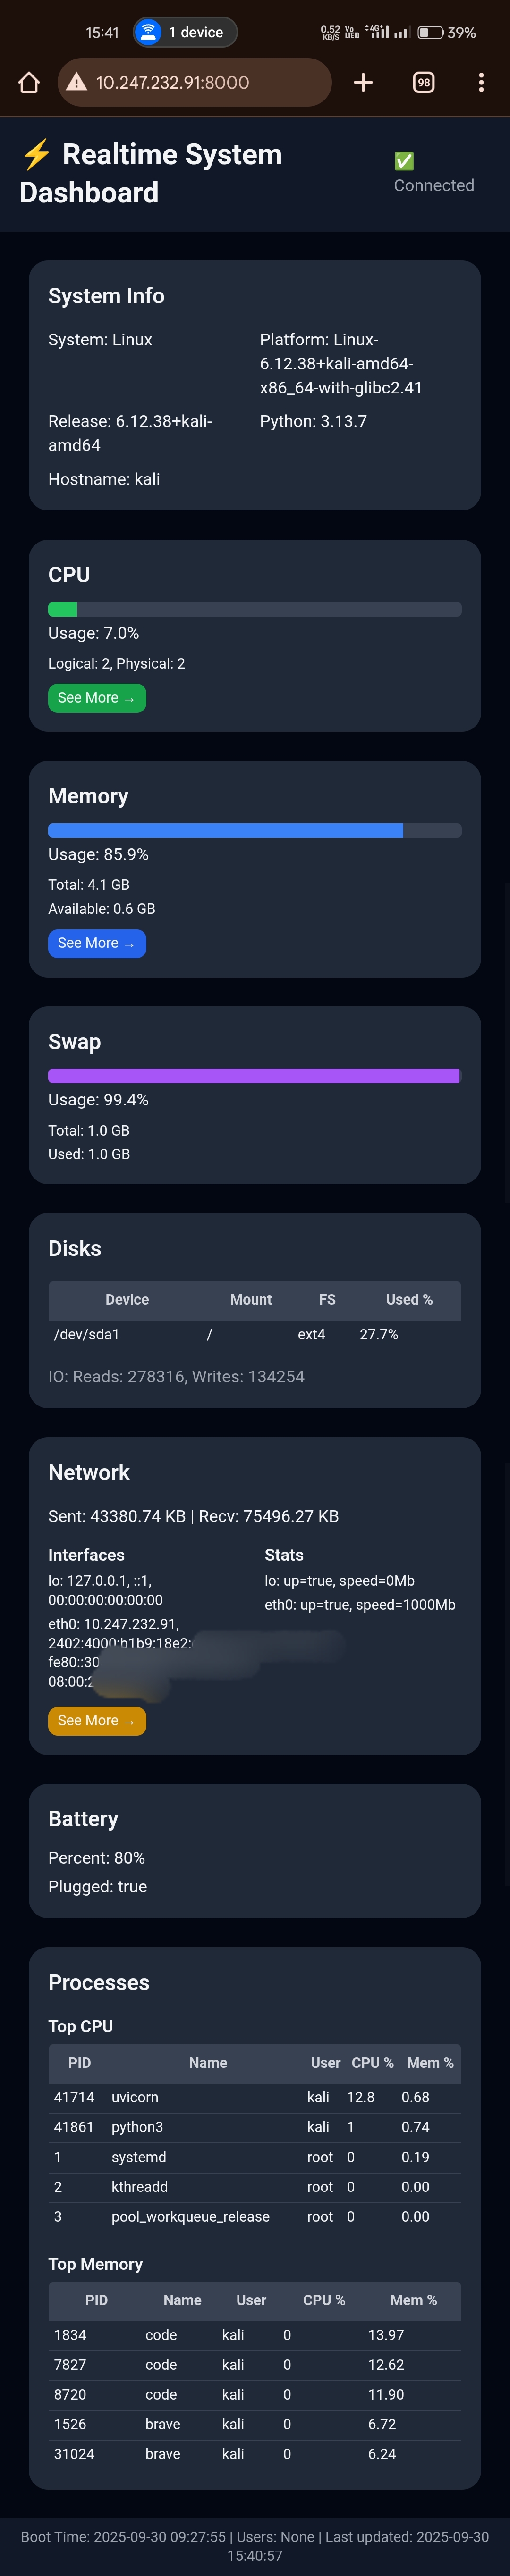 15:41 1 device 0.52 KB/S Vo LTE 4G+ 39%
10.247.232.91:8000 98
⚡ Realtime System
Dashboard
✅
Connected
System Info
System: Linux
Platform: Linux-
6.12.38+kali-amd64-
x86_64-with-glibc2.41
Release: 6.12.38+kali-
amd64
Python: 3.13.7
Hostname: kali
CPU
Usage: 7.0%
Logical: 2, Physical: 2
See More →
Memory
Usage: 85.9%
Total: 4.1 GB
Available: 0.6 GB
See More →
Swap
Usage: 99.4%
Total: 1.0 GB
Used: 1.0 GB
Disks
Device Mount FS Used %
/dev/sda1 / ext4 27.7%
IO: Reads: 278316, Writes: 134254
Network
Sent: 43380.74 KB | Recv: 75496.27 KB
Interfaces
lo: 127.0.0.1, ::1,
00:00:00:00:00:00
eth0: 10.247.232.91,
2402:4000:b1b9:18e2:
fe80::30
08:00:2
Stats
lo: up=true, speed=0Mb
eth0: up=true, speed=1000Mb
See More →
Battery
Percent: 80%
Plugged: true
Processes
Top CPU
PID Name User CPU % Mem %
41714 uvicorn kali 12.8 0.68
41861 python3 kali 1 0.74
1 systemd root 0 0.19
2 kthreadd root 0 0.00
3 pool_workqueue_release root 0 0.00
Top Memory
PID Name User CPU % Mem %
1834 code kali 0 13.97
7827 code kali 0 12.62
8720 code kali 0 11.90
1526 brave kali 0 6.72
31024 brave kali 0 6.24
Boot Time: 2025-09-30 09:27:55 | Users: None | Last updated: 2025-09-30
15:40:57